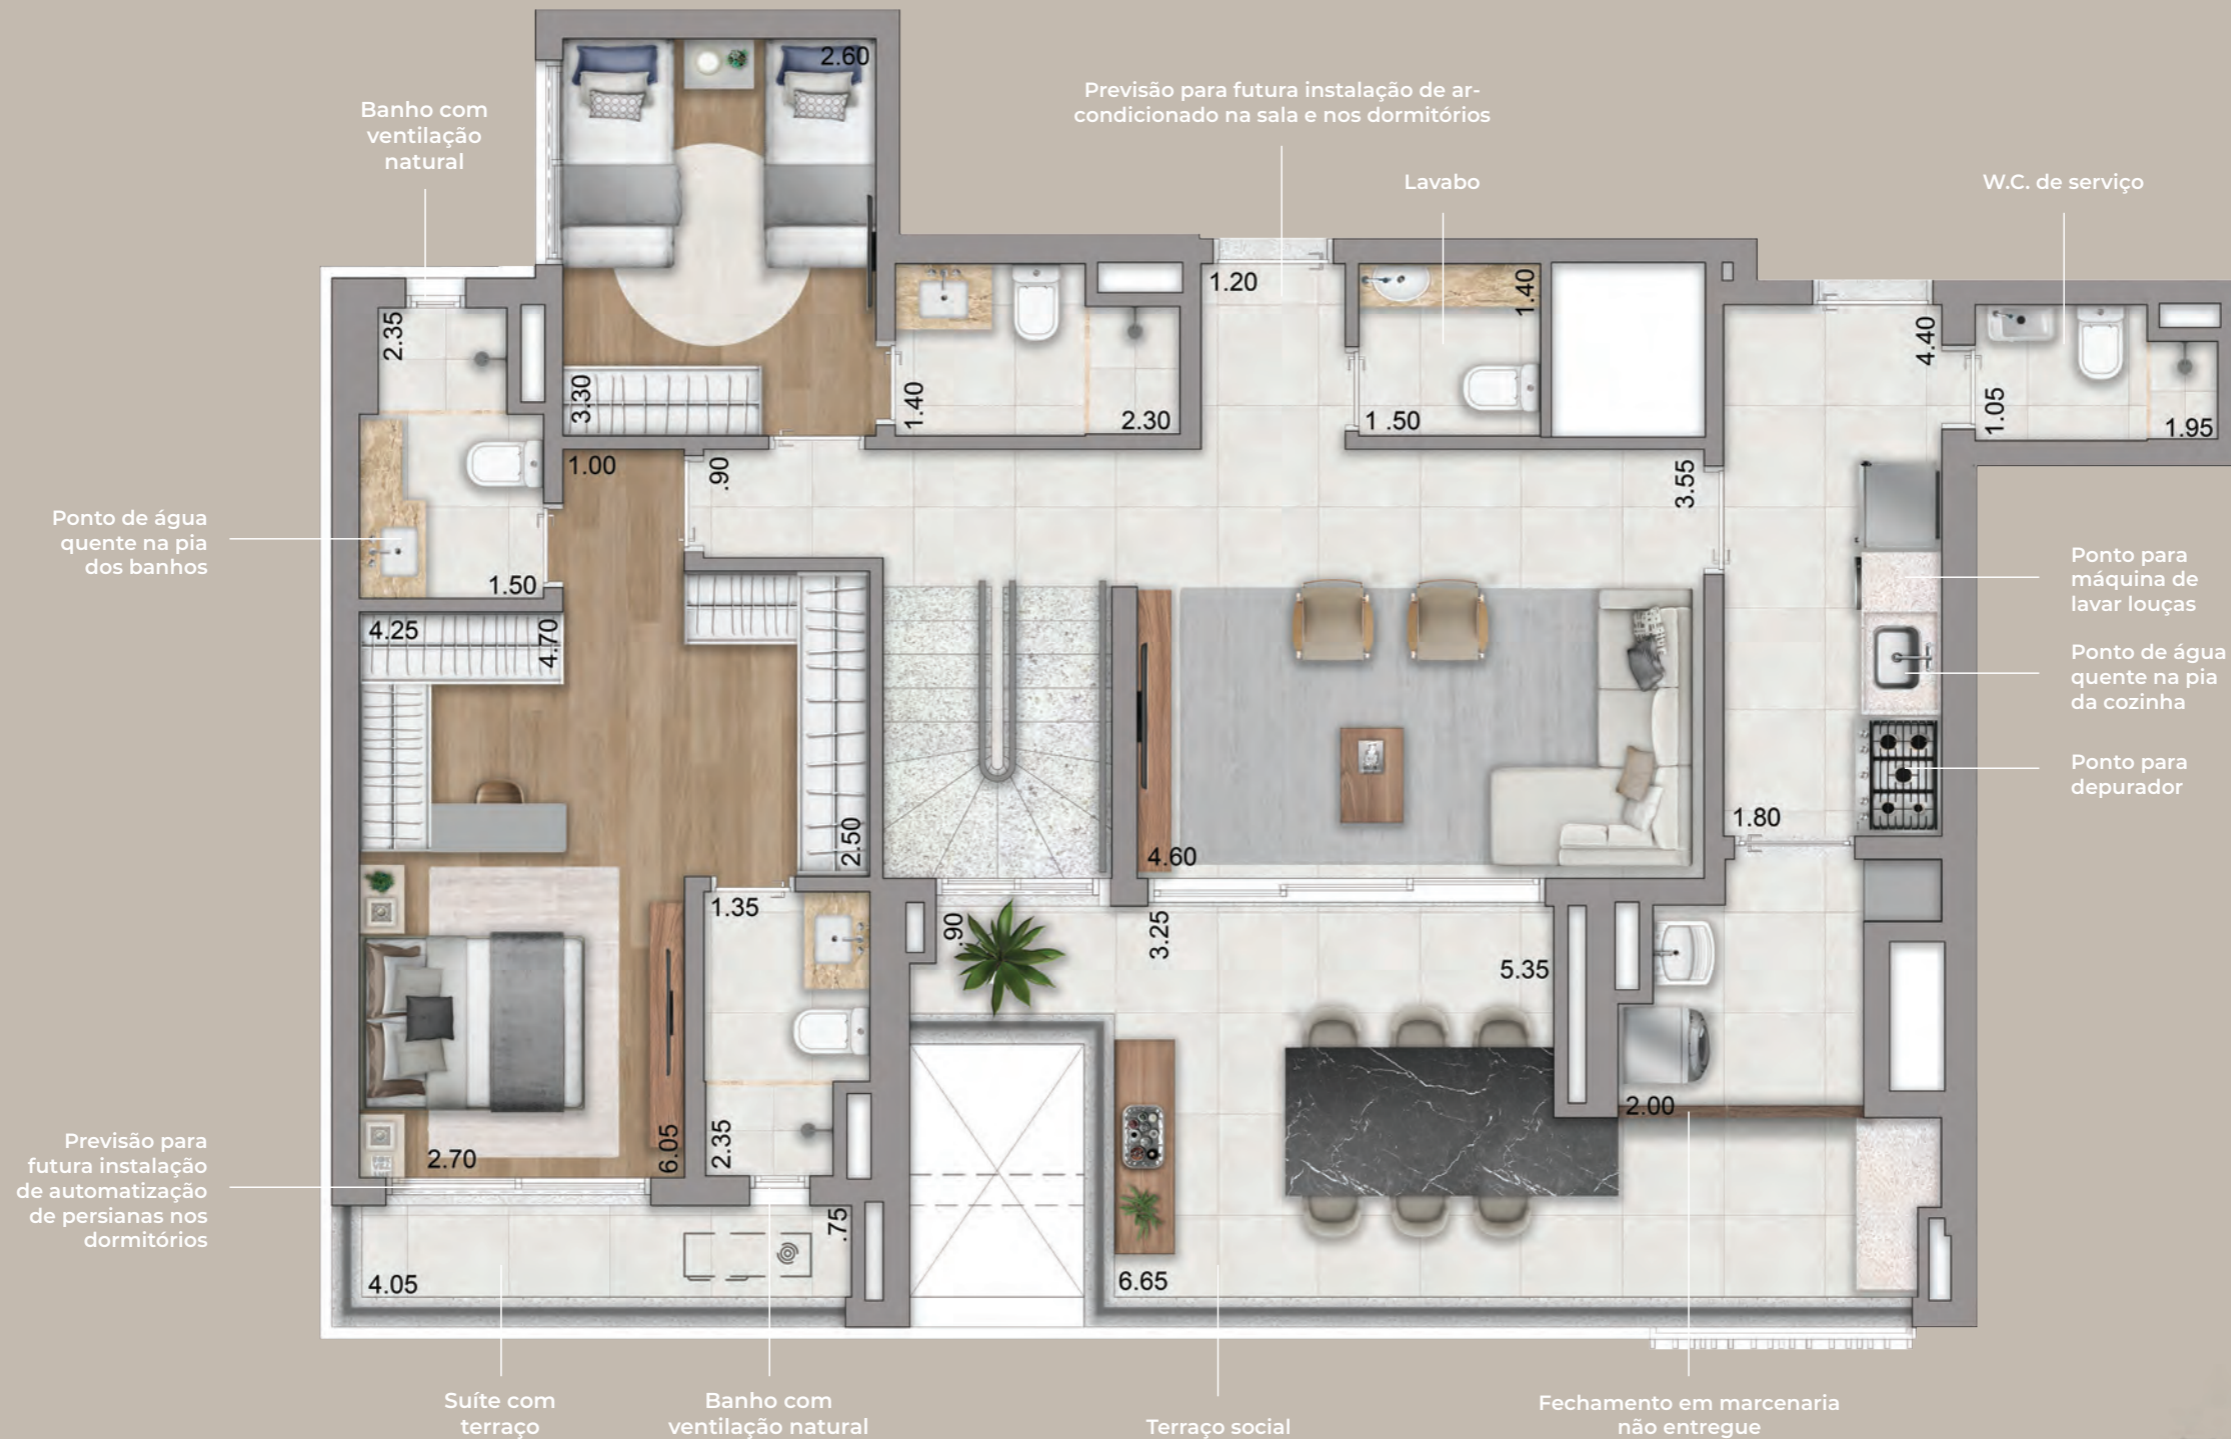 Banho com
ventilação
natural
Previsão para futura instalação de ar-
condicionado na sala e nos dormitórios
Lavabo
W.C. de serviço
2.60
1.20
1.40
2.35
4.40
3.30
1.40
2.30
1 .50
1.05
1.95
1.00
.90
3.55
Ponto de água
quente na pia
dos banhos
1.50
Ponto para
máquina de
lavar louças
4.25
4.70
Ponto de água
quente na pia
da cozinha
Ponto para
depurador
1.80
2.50
4.60
1.35
.90
3.25
5.35
2.00
Previsão para
futura instalação
de automatização
de persianas nos
dormitórios
2.70
6.05
2.35
.75
4.05
6.65
Suíte com
terraço
Banho com
ventilação natural
Terraço social
Fechamento em marcenaria
não entregue